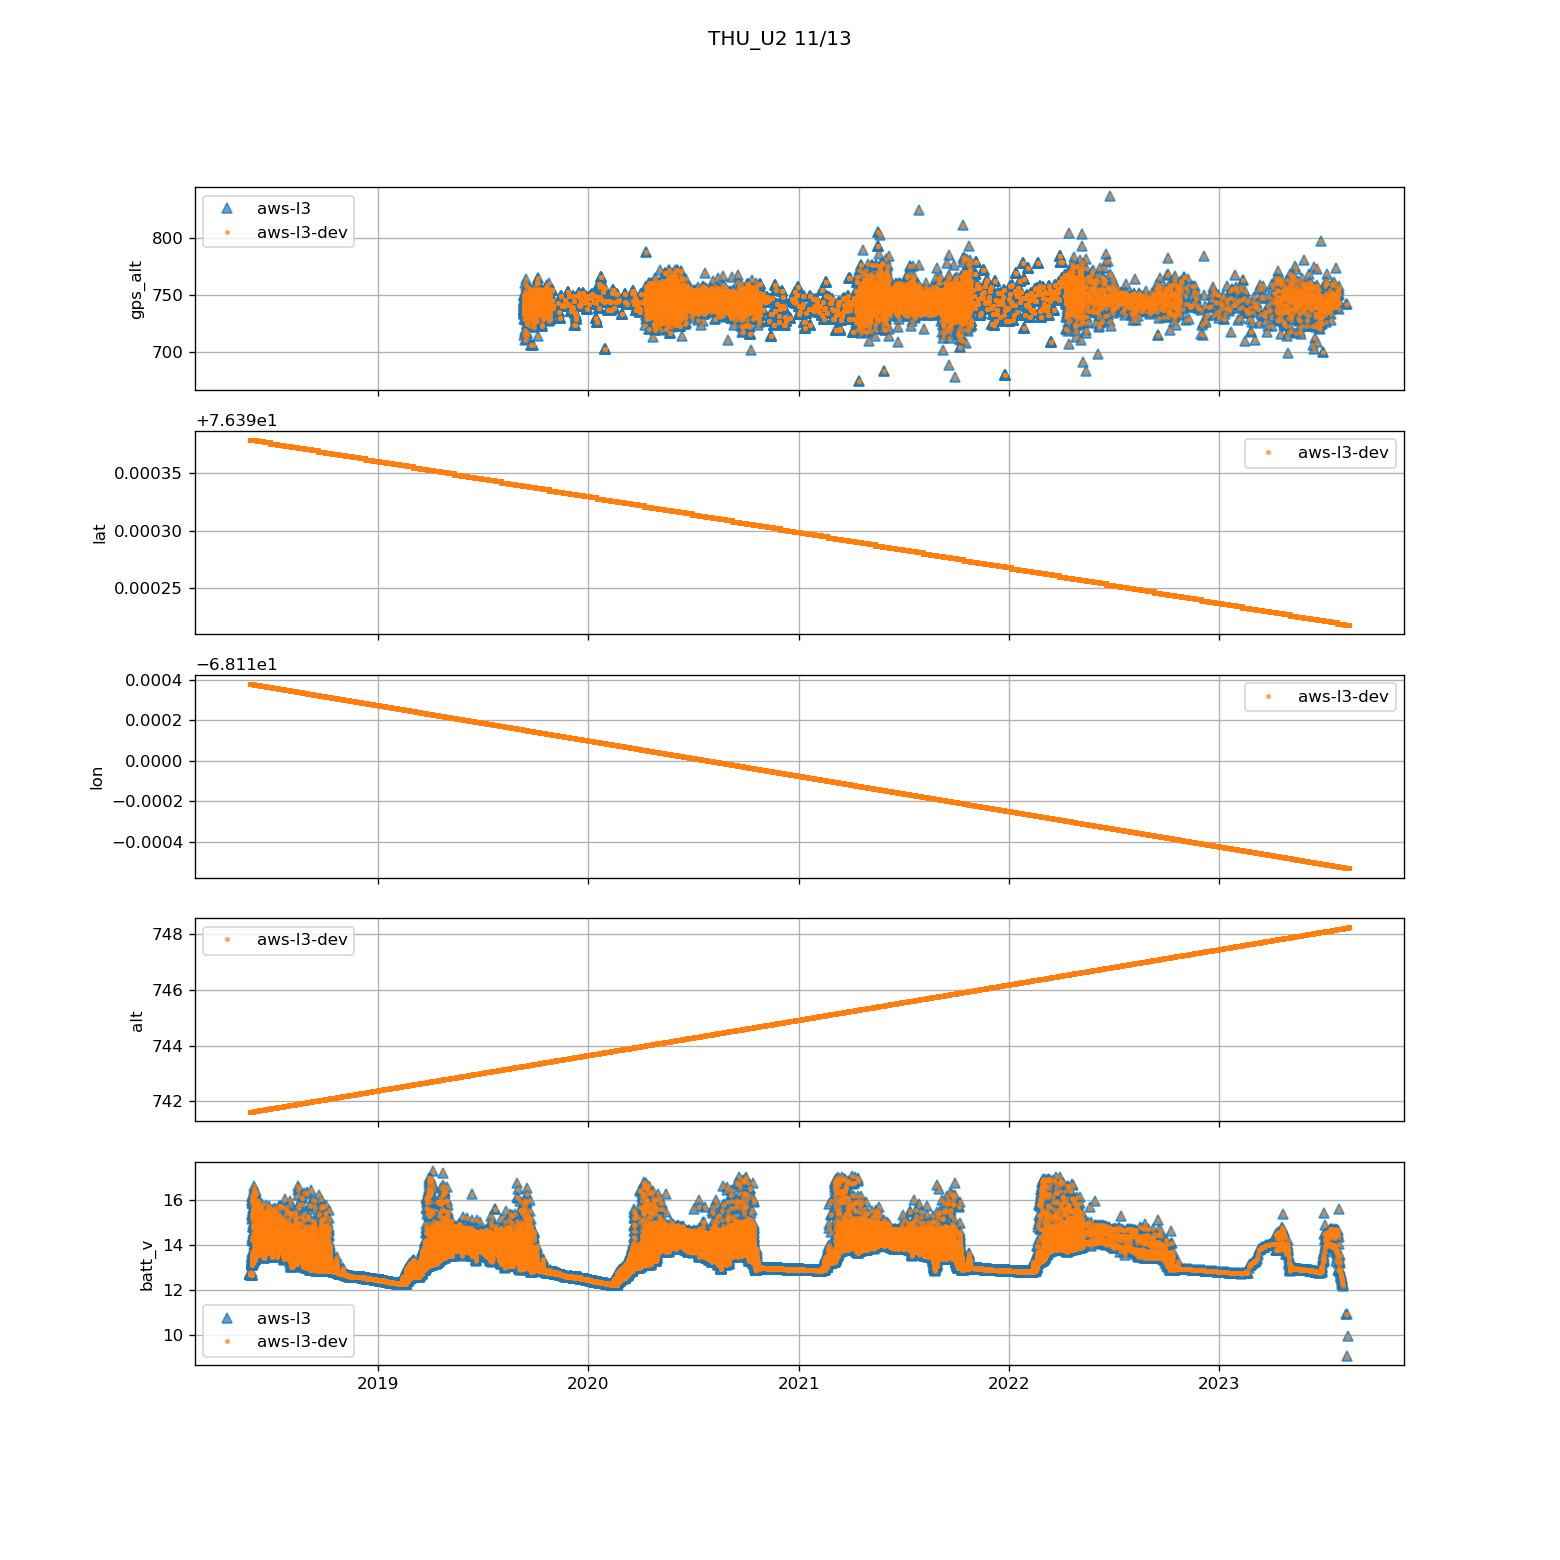 THU_U2 11/13
aws-l3
aws-l3-dev
800
750
700
gps_alt
+7.639e1
aws-l3-dev
0.00035
0.00030
0.00025
lat
−6.811e1
aws-l3-dev
0.0004
0.0002
0.0000
−0.0002
−0.0004
lon
aws-l3-dev
748
746
744
742
alt
16
14
12
10
batt_v
aws-l3
aws-l3-dev
2019 2020 2021 2022 2023